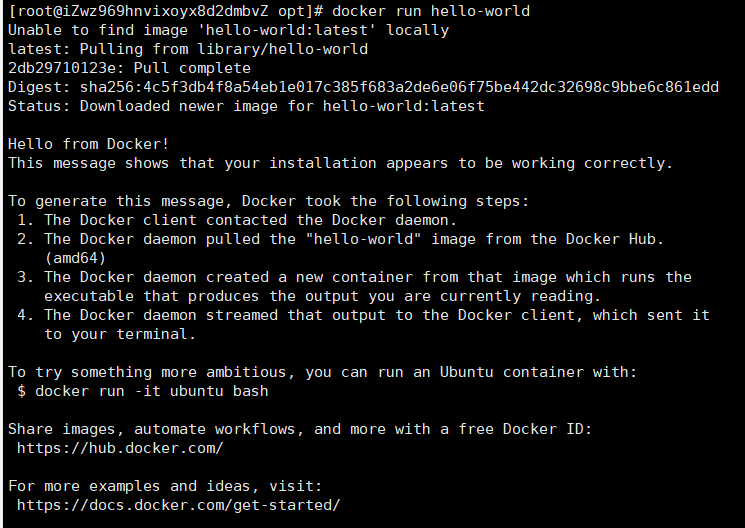 [root@iZwz969hnvixoyx8d2dmbvZ opt]# docker run hello-world
Unable to find image 'hello-world:latest' locally
latest: Pulling from library/hello-world
2db29710123e: Pull complete
Digest: sha256:4c5f3db4f8a54eb1e017c385f683a2de6e06f75be442dc32698c9bbe6c861edd
Status: Downloaded newer image for hello-world:latest

Hello from Docker!
This message shows that your installation appears to be working correctly.

To generate this message, Docker took the following steps:
 1. The Docker client contacted the Docker daemon.
 2. The Docker daemon pulled the "hello-world" image from the Docker Hub.
    (amd64)
 3. The Docker daemon created a new container from that image which runs the
    executable that produces the output you are currently reading.
 4. The Docker daemon streamed that output to the Docker client, which sent it
    to your terminal.

To try something more ambitious, you can run an Ubuntu container with:
 $ docker run -it ubuntu bash

Share images, automate workflows, and more with a free Docker ID:
 https://hub.docker.com/

For more examples and ideas, visit:
 https://docs.docker.com/get-started/